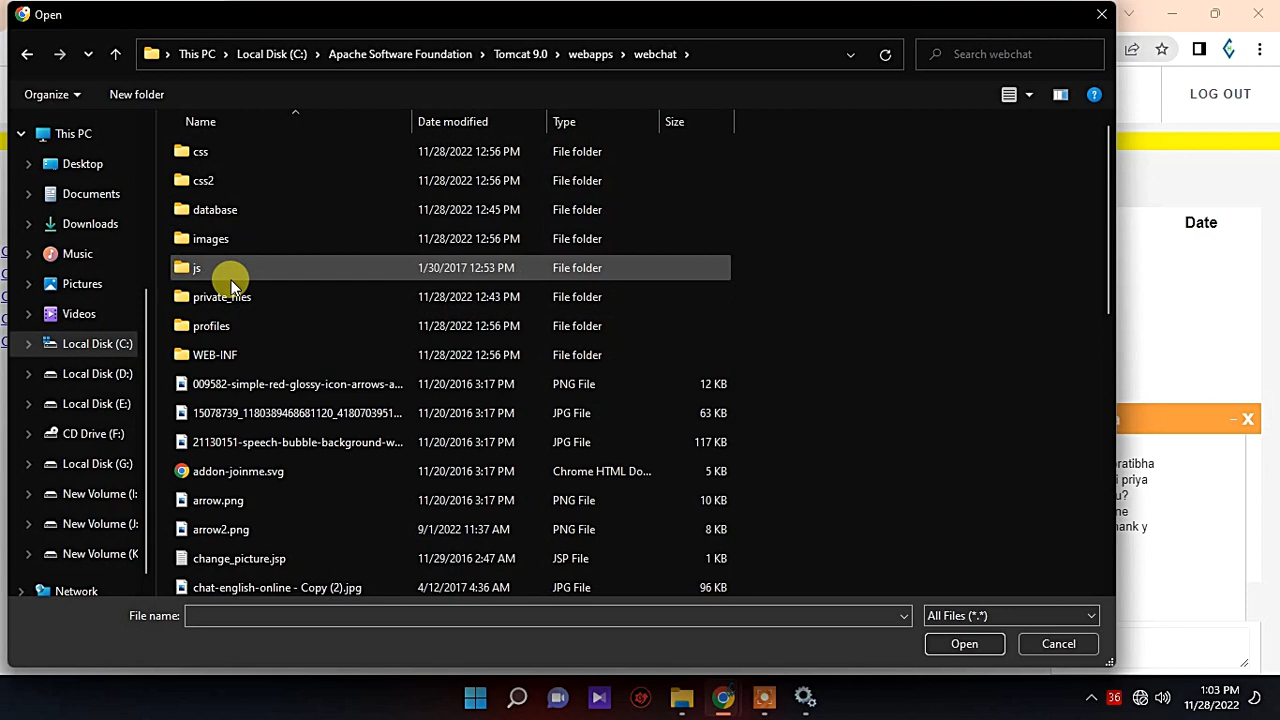 Open
This PC > Local Disk (C:) > Apache Software Foundation > Tomcat 9.0 > webapps > webchat >
Search webchat
Organize
New folder
LOG OUT
Name
Date modified
Type
Size
This PC
Desktop
Documents
Downloads
Music
Pictures
Videos
Local Disk (C:)
Local Disk (D:)
Local Disk (E:)
CD Drive (F:)
Local Disk (G:)
New Volume (I:
New Volume (J:
New Volume (K
Network
css 11/28/2022 12:56 PM File folder
css2 11/28/2022 12:56 PM File folder
database 11/28/2022 12:45 PM File folder
images 11/28/2022 12:56 PM File folder
js 1/30/2017 12:53 PM File folder
private_files 11/28/2022 12:43 PM File folder
profiles 11/28/2022 12:56 PM File folder
WEB-INF 11/28/2022 12:56 PM File folder
009582-simple-red-glossy-icon-arrows-a... 11/20/2016 3:17 PM PNG File 12 KB
15078739_1180389468681120_4180703951... 11/20/2016 3:17 PM JPG File 63 KB
21130151-speech-bubble-background-w... 11/20/2016 3:17 PM JPG File 117 KB
addon-joinme.svg 11/20/2016 3:17 PM Chrome HTML Do... 5 KB
arrow.png 11/20/2016 3:17 PM PNG File 10 KB
arrow2.png 9/1/2022 11:37 AM PNG File 8 KB
change_picture.jsp 11/29/2016 2:47 AM JSP File 1 KB
chat-english-online - Copy (2).jpg 4/12/2017 4:36 AM JPG File 96 KB
Date
X
ratibha
i priya
u?
ne
hank y
File name:
All Files (*.*)
Open
Cancel
36
1:03 PM
11/28/2022